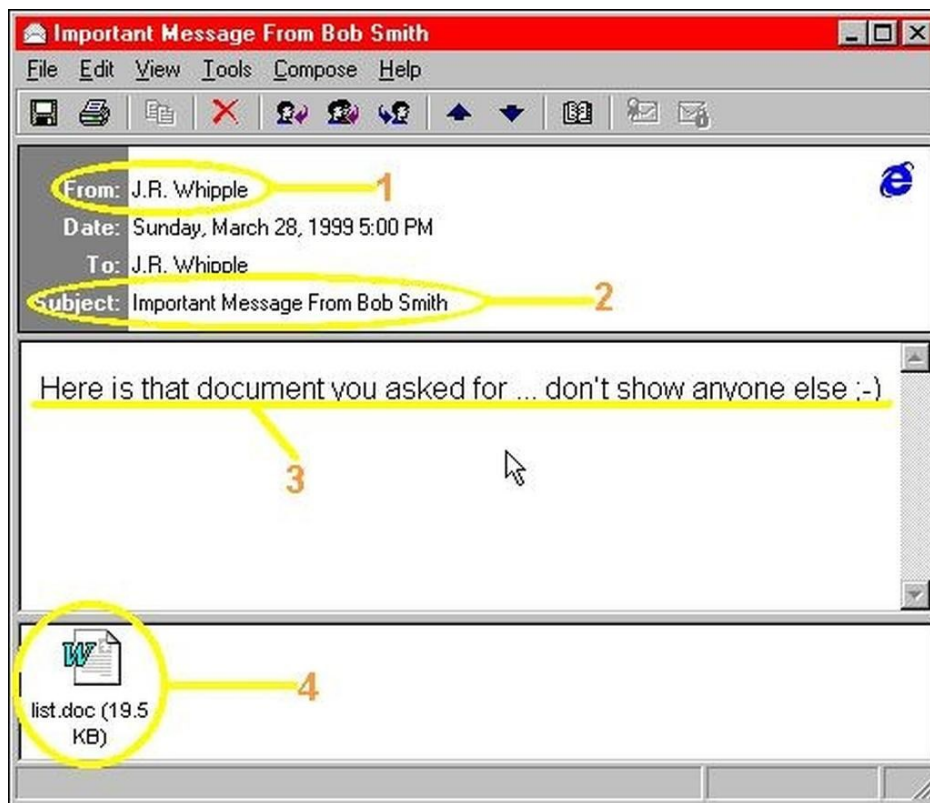 Important Message From Bob Smith
File Edit View Tools Compose Help
From: J.R. Whipple 1
Date: Sunday, March 28, 1999 5:00 PM
To: J.R. Whipple
Subject: Important Message From Bob Smith 2
Here is that document you asked for ... don't show anyone else ;-)
3
W
4
list.doc (19.5
KB)